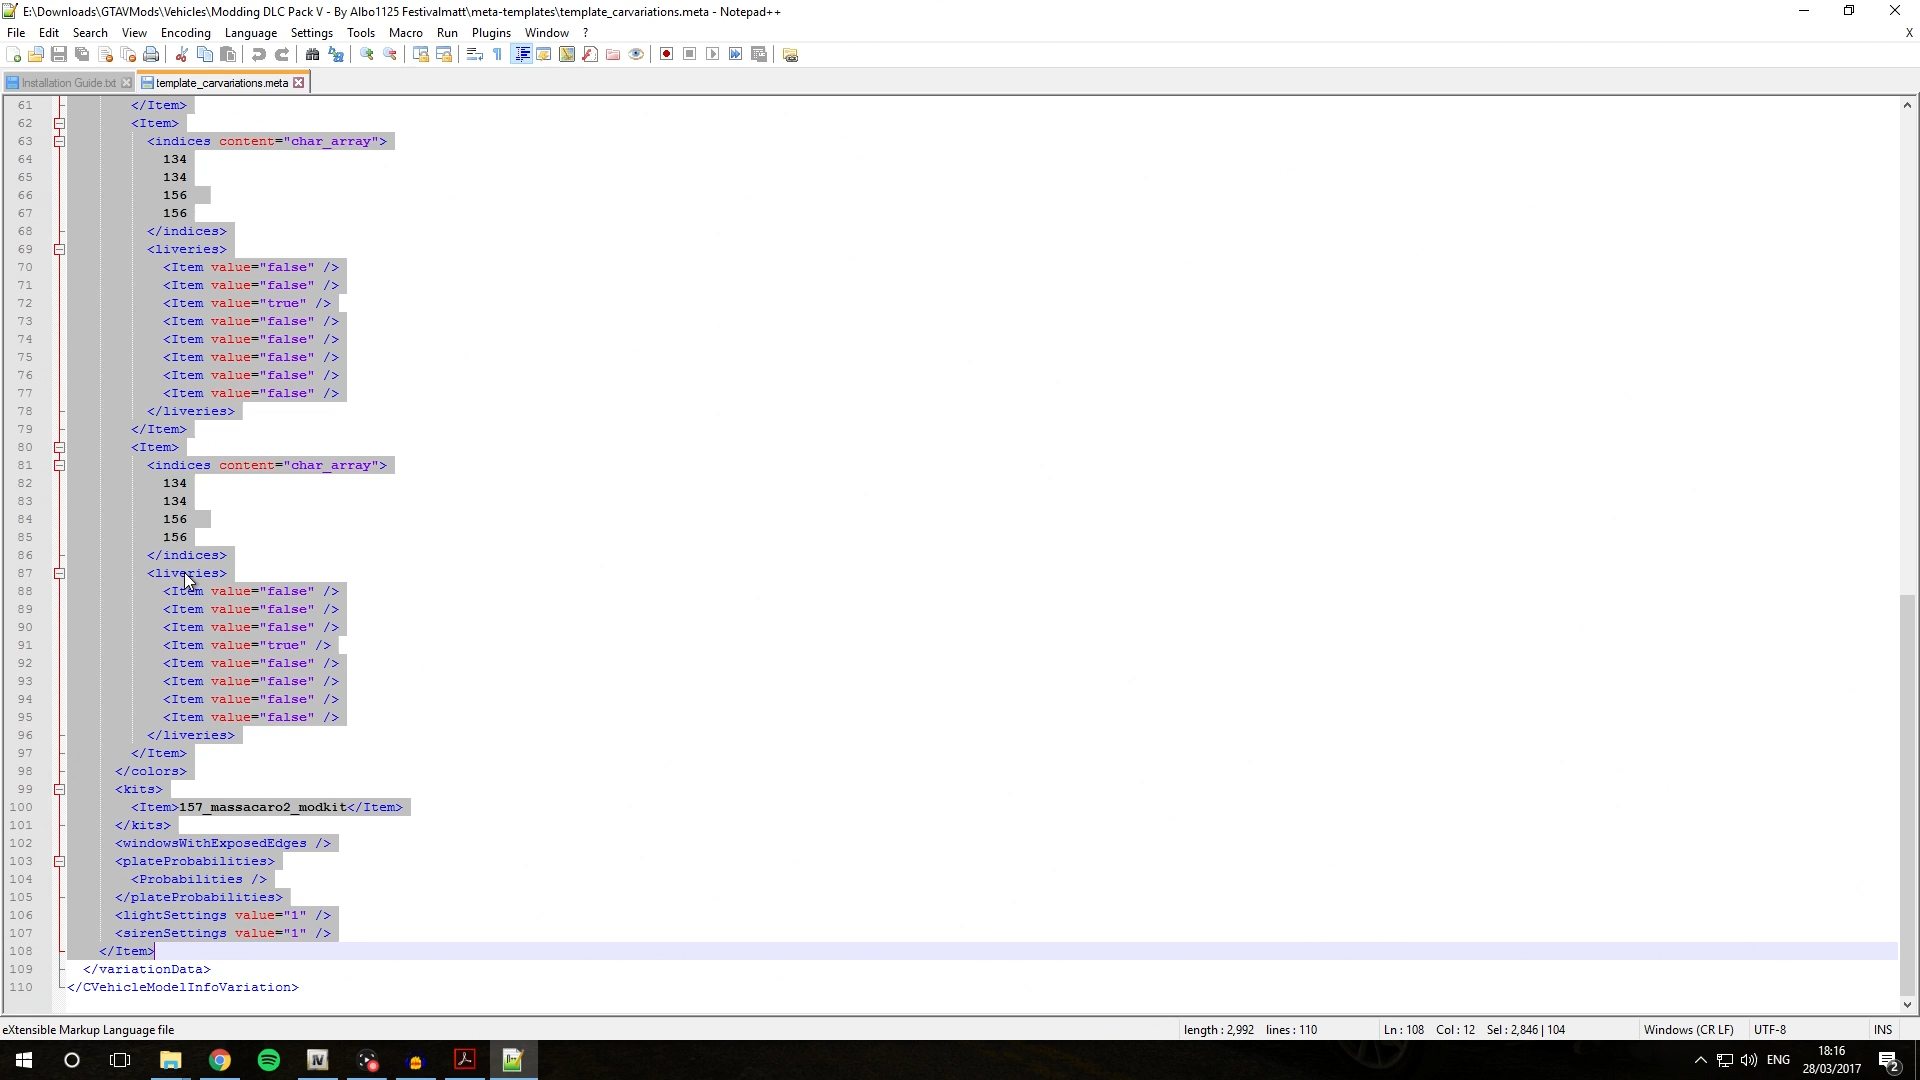 E:\Downloads\GTAVMods\Vehicles\Modding DLC Pack V - By Albo1125 Festivalmatt\meta-templates\template_carvariations.meta - Notepad++
File Edit Search View Encoding Language Settings Tools Macro Run Plugins Window ? X
Installation Guide.txt template_carvariations.meta
61 </Item>
62 <Item>
63 <indices content="char_array">
64 134
65 134
66 156
67 156
68 </indices>
69 <liveries>
70 <Item value="false" />
71 <Item value="false" />
72 <Item value="true" />
73 <Item value="false" />
74 <Item value="false" />
75 <Item value="false" />
76 <Item value="false" />
77 <Item value="false" />
78 </liveries>
79 </Item>
80 <Item>
81 <indices content="char_array">
82 134
83 134
84 156
85 156
86 </indices>
87 <liveries>
88 <Item value="false" />
89 <Item value="false" />
90 <Item value="false" />
91 <Item value="true" />
92 <Item value="false" />
93 <Item value="false" />
94 <Item value="false" />
95 <Item value="false" />
96 </liveries>
97 </Item>
98 </colors>
99 <kits>
100 <Item>157_massacaro2_modkit</Item>
101 </kits>
102 <windowsWithExposedEdges />
103 <plateProbabilities>
104 <Probabilities />
105 </plateProbabilities>
106 <lightSettings value="1" />
107 <sirenSettings value="1" />
108 </Item>
109 </variationData>
110 </CVehicleModelInfoVariation>
eXtensible Markup Language file length : 2,992 lines : 110 Ln : 108 Col : 12 Sel : 2,846 | 104 Windows (CR LF) UTF-8 INS
IV ENG 18:16
28/03/2017 2